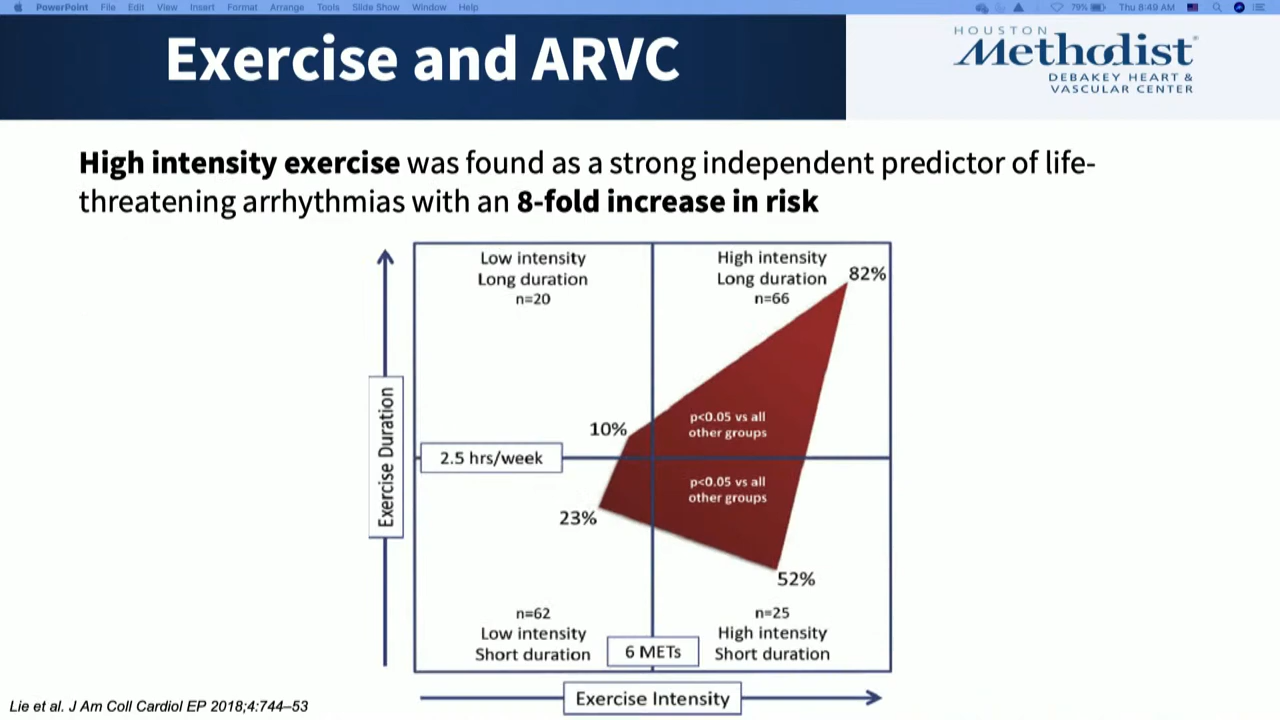 PowerPoint File Edit View Insert Format Arrange Tools Slide Show Window Help 79% Thu 8:49 AM
Exercise and ARVC
HOUSTON
Methodist
DEBAKEY HEART &
VASCULAR CENTER
High intensity exercise was found as a strong independent predictor of life-
threatening arrhythmias with an 8-fold increase in risk
Low intensity
Long duration
n=20
High intensity
Long duration
n=66
82%
Exercise Duration
10%
p<0.05 vs all
other groups
2.5 hrs/week
p<0.05 vs all
other groups
23%
52%
n=62
Low intensity
Short duration
n=25
High intensity
Short duration
6 METs
Exercise Intensity
Lie et al. J Am Coll Cardiol EP 2018;4:744–53